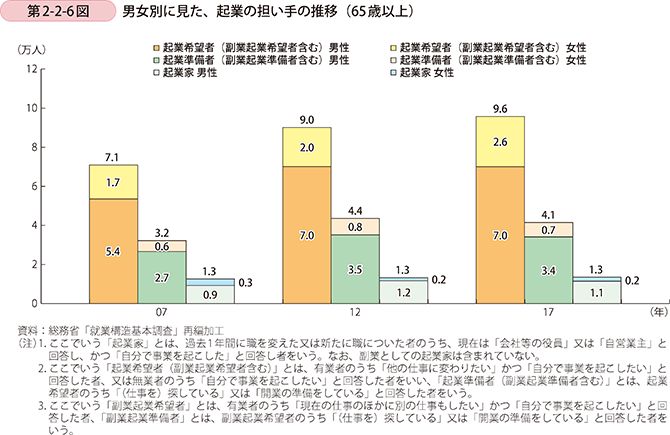 第2-2-6図 男女別に見た、起業の担い手の推移（65歳以上）
（万人）
起業希望者（副業起業希望者含む）男性 起業希望者（副業起業希望者含む）女性
起業準備者（副業起業準備者含む）男性 起業準備者（副業起業準備者含む）女性
起業家 男性 起業家 女性
12
10
8
6
4
2
0
7.1
1.7
5.4
3.2
0.6
2.7
1.3
0.3
0.9
9.0
2.0
7.0
4.4
0.8
3.5
1.3
0.2
1.2
9.6
2.6
7.0
4.1
0.7
3.4
1.3
0.2
1.1
07 12 17 （年）
資料：総務省「就業構造基本調査」再編加工
（注）1. ここでいう「起業家」とは、過去1年間に職を変えた又は新たに職についた者のうち、現在は「会社等の役員」又は「自営業主」と
回答し、かつ「自分で事業を起こした」と回答し者をいう。なお、副業としての起業家は含まれていない。
2. ここでいう「起業希望者（副業起業希望者含む）」とは、有業者のうち「他の仕事に変わりたい」かつ「自分で事業を起こしたい」と
回答した者、又は無業者のうち「自分で事業を起こしたい」と回答した者をいい、「起業準備者（副業起業準備者含む）」とは、起業
希望者のうち「（仕事を）探している」又は「開業の準備をしている」と回答した者をいう。
3. ここでいう「副業起業希望者」とは、有業者のうち「現在の仕事のほかに別の仕事もしたい」かつ「自分で事業を起こしたい」と回
答した者、「副業起業準備者」とは、副業起業希望者のうち「（仕事を）探している」又は「開業の準備をしている」と回答した者を
いう。